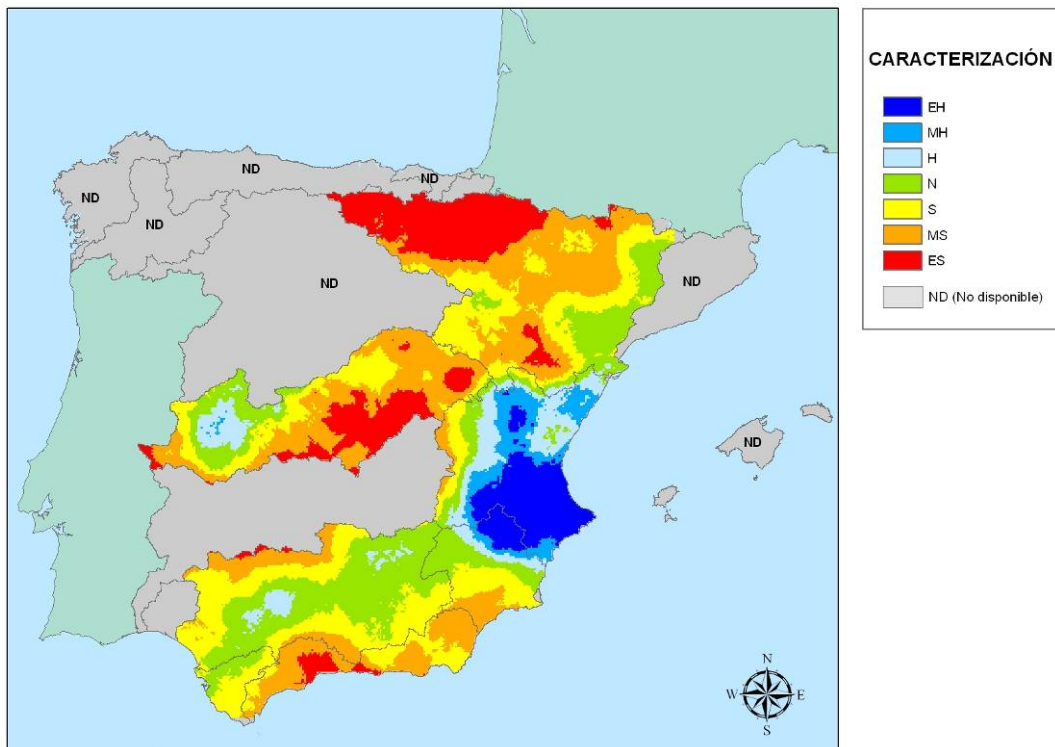 ND
ND
ND
ND
ND
ND
ND
N
W E
S
CARACTERIZACIÓN
EH
MH
H
N
S
MS
ES
ND (No disponible)